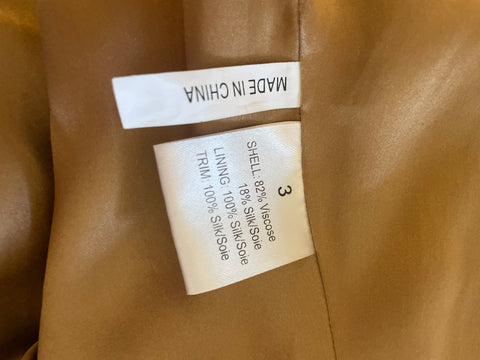 MADE IN CHINA
3
SHELL: 82% Viscose
18% Silk/Soie
LINING: 100% Silk/Soie
TRIM: 100% Silk/Soie